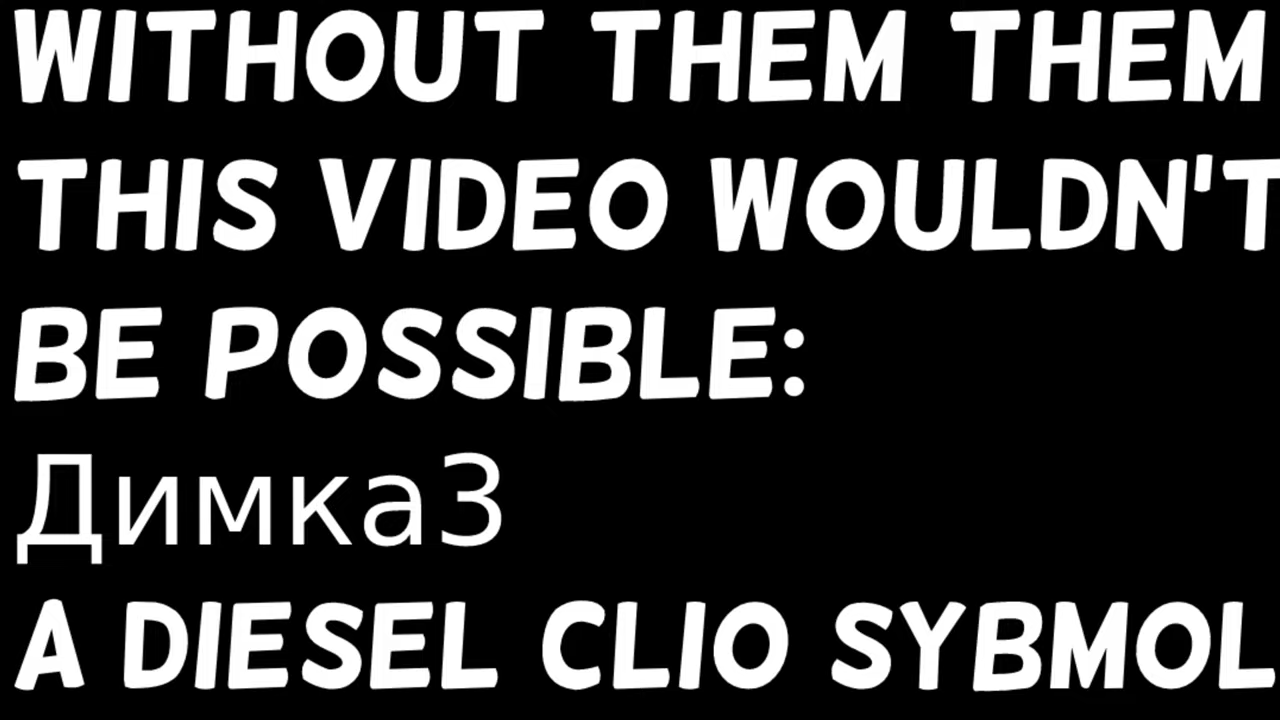 WITHOUT THEM THEM
THIS VIDEO WOULDN'T
BE POSSIBLE:
Димка3
A DIESEL CLIO SYBMOL